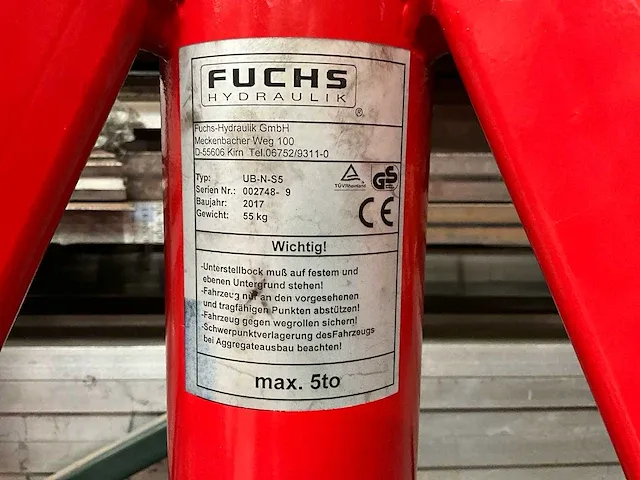 FUCHS
HYDRAULIK
®
Fuchs-Hydraulik GmbH
Meckenbacher Weg 100
D-55606 Kirn Tel.06752/9311-0
Typ: UB-N-S5
Serien Nr.: 002748- 9
Baujahr: 2017
Gewicht: 55 kg
TÜVRheinland
GS
CE
Wichtig!
-Unterstellbock muß auf festem und
ebenen Untergrund stehen!
-Fahrzeug nur an den vorgesehenen
und tragfähigen Punkten abstützen!
-Fahrzeug gegen wegrollen sichern!
-Schwerpunktverlagerung desFahrzeugs
bei Aggregateausbau beachten!
max. 5to